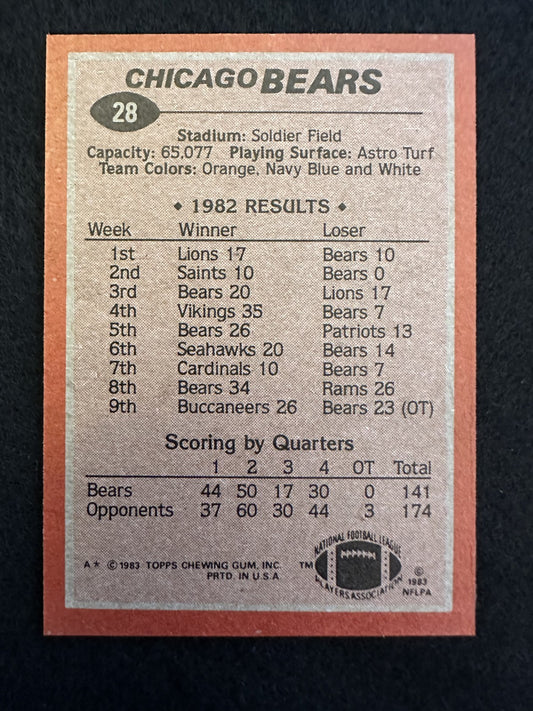 CHICAGO BEARS
28
Stadium: Soldier Field
Capacity: 65,077 Playing Surface: Astro Turf
Team Colors: Orange, Navy Blue and White
◆ 1982 RESULTS ◆
Week Winner Loser
1st Lions 17 Bears 10
2nd Saints 10 Bears 0
3rd Bears 20 Lions 17
4th Vikings 35 Bears 7
5th Bears 26 Patriots 13
6th Seahawks 20 Bears 14
7th Cardinals 10 Bears 7
8th Bears 34 Rams 26
9th Buccaneers 26 Bears 23 (OT)
Scoring by Quarters
1 2 3 4 OT Total
Bears 44 50 17 30 0 141
Opponents 37 60 30 44 3 174
A* © 1983 TOPPS CHEWING GUM, INC.
PRTD. IN U.S.A.
TM
NATIONAL FOOTBALL LEAGUE
PLAYERS ASSOCIATION
© 1983
NFLPA